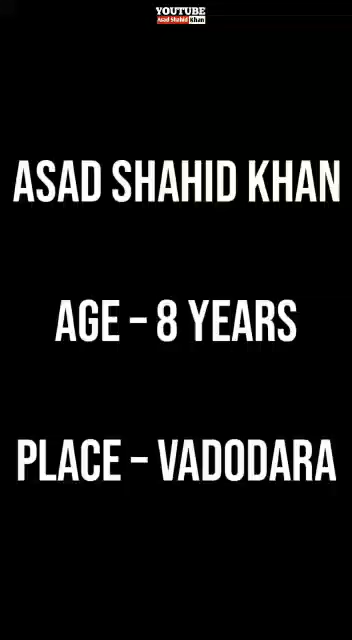 YOUTUBE
Asad Shahid Khan
ASAD SHAHID KHAN
AGE – 8 YEARS
PLACE – VADODARA